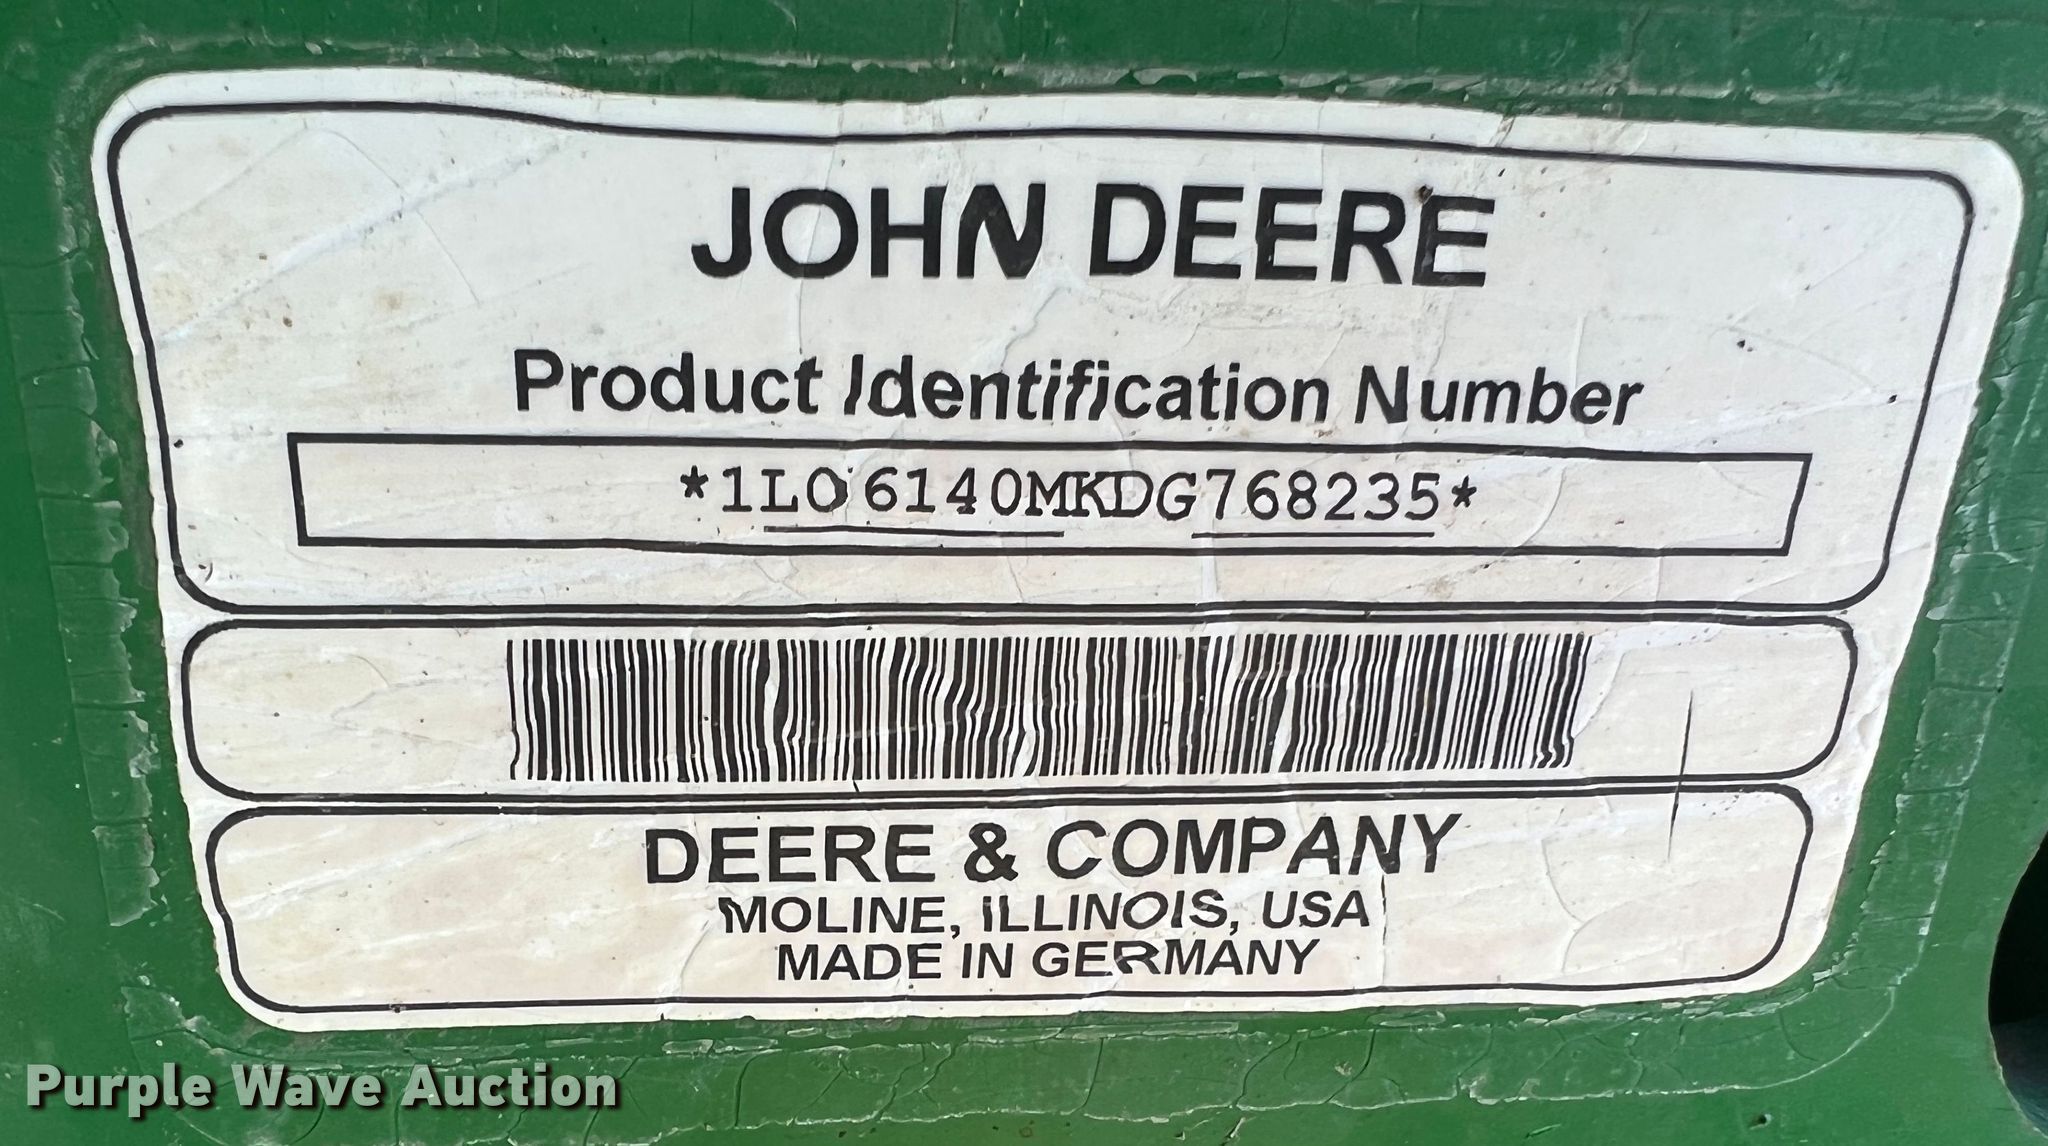 JOHN DEERE
Product Identification Number
*1L06140MKDG768235*
DEERE & COMPANY
MOLINE, ILLINOIS, USA
MADE IN GERMANY
Purple Wave Auction